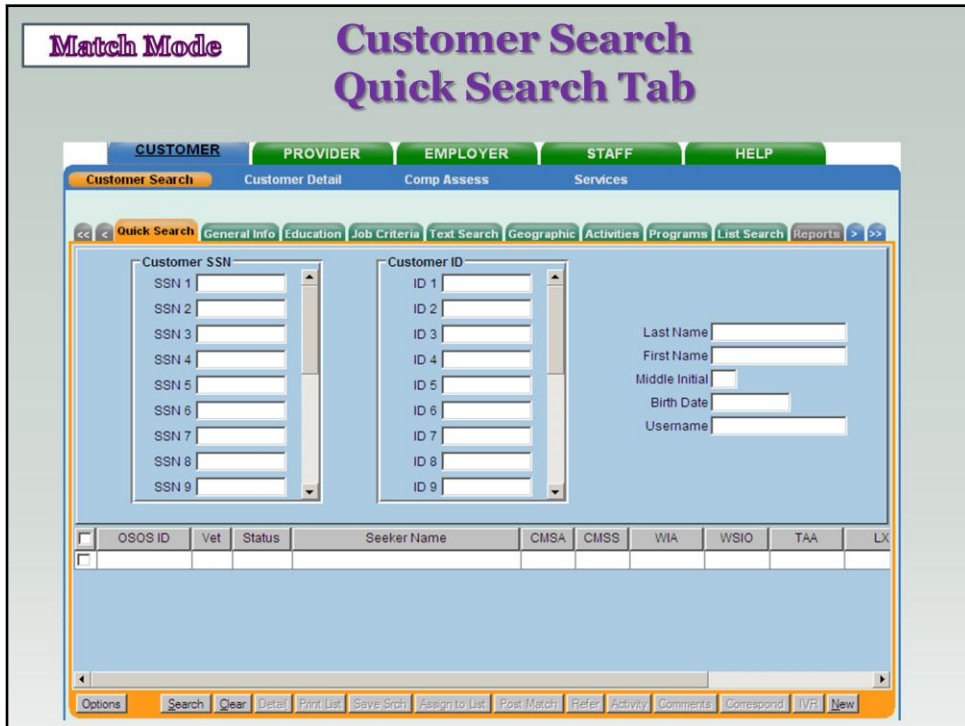 Match Mode
Customer Search
Quick Search Tab
CUSTOMER PROVIDER EMPLOYER STAFF HELP
Customer Search Customer Detail Comp Assess Services
<< < Quick Search General Info Education Job Criteria Text Search Geographic Activities Programs List Search Reports > >>
Customer SSN
SSN 1
SSN 2
SSN 3
SSN 4
SSN 5
SSN 6
SSN 7
SSN 8
SSN 9
Customer ID
ID 1
ID 2
ID 3
ID 4
ID 5
ID 6
ID 7
ID 8
ID 9
Last Name
First Name
Middle Initial
Birth Date
Username
OSOS ID Vet Status Seeker Name CMSA CMSS WIA WSIO TAA LX
Options Search Clear Detail Print List Save Srch Assign to List Post Match Refer Activity Comments Correspond IVR New